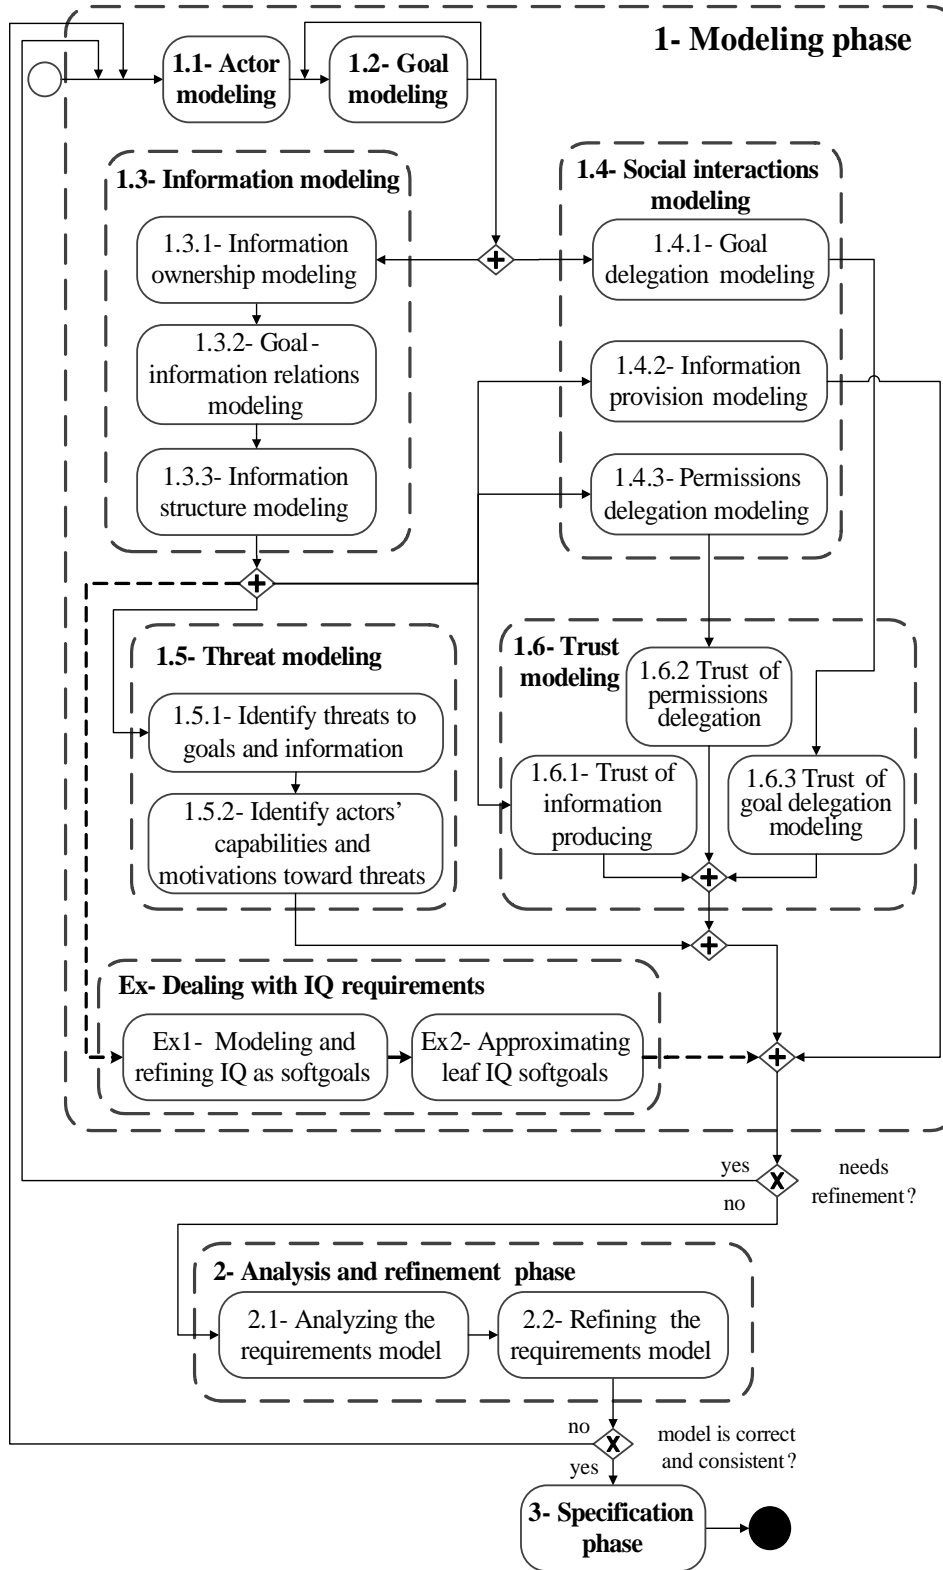 1- Modeling phase
1.1- Actor
modeling
1.2- Goal
modeling
1.3- Information modeling
1.3.1- Information
ownership modeling
1.3.2- Goal-
information relations
modeling
1.3.3- Information
structure modeling
1.4- Social interactions
modeling
1.4.1- Goal
delegation modeling
1.4.2- Information
provision modeling
1.4.3- Permissions
delegation modeling
1.5- Threat modeling
1.5.1- Identify threats to
goals and information
1.5.2- Identify actors’
capabilities and
motivations toward threats
1.6- Trust
modeling
1.6.2 Trust of
permissions
delegation
1.6.1- Trust of
information
producing
1.6.3 Trust of
goal delegation
modeling
Ex- Dealing with IQ requirements
Ex1- Modeling and
refining IQ as softgoals
Ex2- Approximating
leaf IQ softgoals
yes
needs
refinement?
no
2- Analysis and refinement phase
2.1- Analyzing the
requirements model
2.2- Refining the
requirements model
no
model is correct
and consistent?
yes
3- Specification
phase